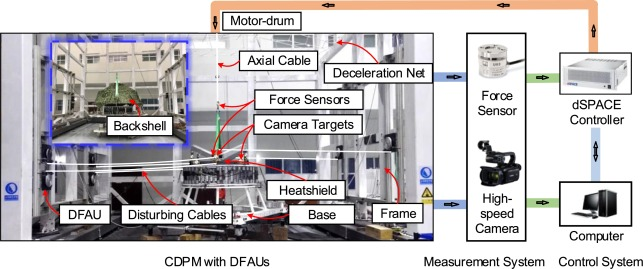 Motor-drum
Axial Cable
Deceleration Net
Force Sensors
Backshell
Camera Targets
Heatshield
DFAU
Disturbing Cables
Base
Frame
Force
Sensor
dSPACE
Controller
High-
speed
Camera
Computer
CDPM with DFAUs
Measurement System
Control System